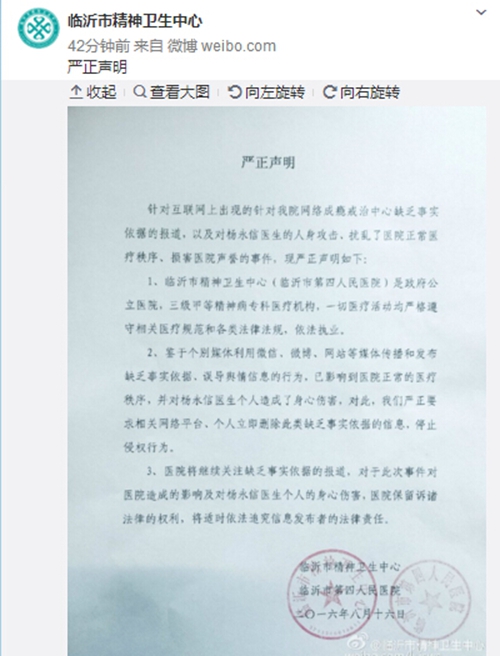 临沂市精神卫生中心
42分钟前 来自 微博 weibo.com
严正声明
收起 查看大图 向左旋转 向右旋转
严正声明
针对互联网上出现的针对我院网络成瘾戒治中心缺乏事实
依据的报道，以及对杨永信医生的人身攻击，扰乱了医院正常医
疗秩序、损害医院声誉的事件，现严正声明如下：
1、临沂市精神卫生中心（临沂市第四人民医院）是政府公
立医院，三级甲等精神病专科医疗机构，一切医疗活动均严格遵
守相关医疗规范和各类法律法规，依法执业。
2、鉴于个别媒体利用微信、微博、网站等媒体传播和发布
缺乏事实依据、误导舆情信息的行为，已影响到医院正常的医疗
秩序，并对杨永信医生个人造成了身心伤害，对此，我们严正要
求相关网络平台、个人立即删除此类缺乏事实依据的信息，停止
侵权行为。
3、医院将继续关注缺乏事实依据的报道，对于此次事件对
医院造成的影响及对杨永信医生个人的身心伤害，医院保留诉诸
法律的权利，将适时依法追究信息发布者的法律责任。
临沂市精神卫生中心
临沂市第四人民医院
二〇一六年八月十六日
@临沂市精神卫生中心